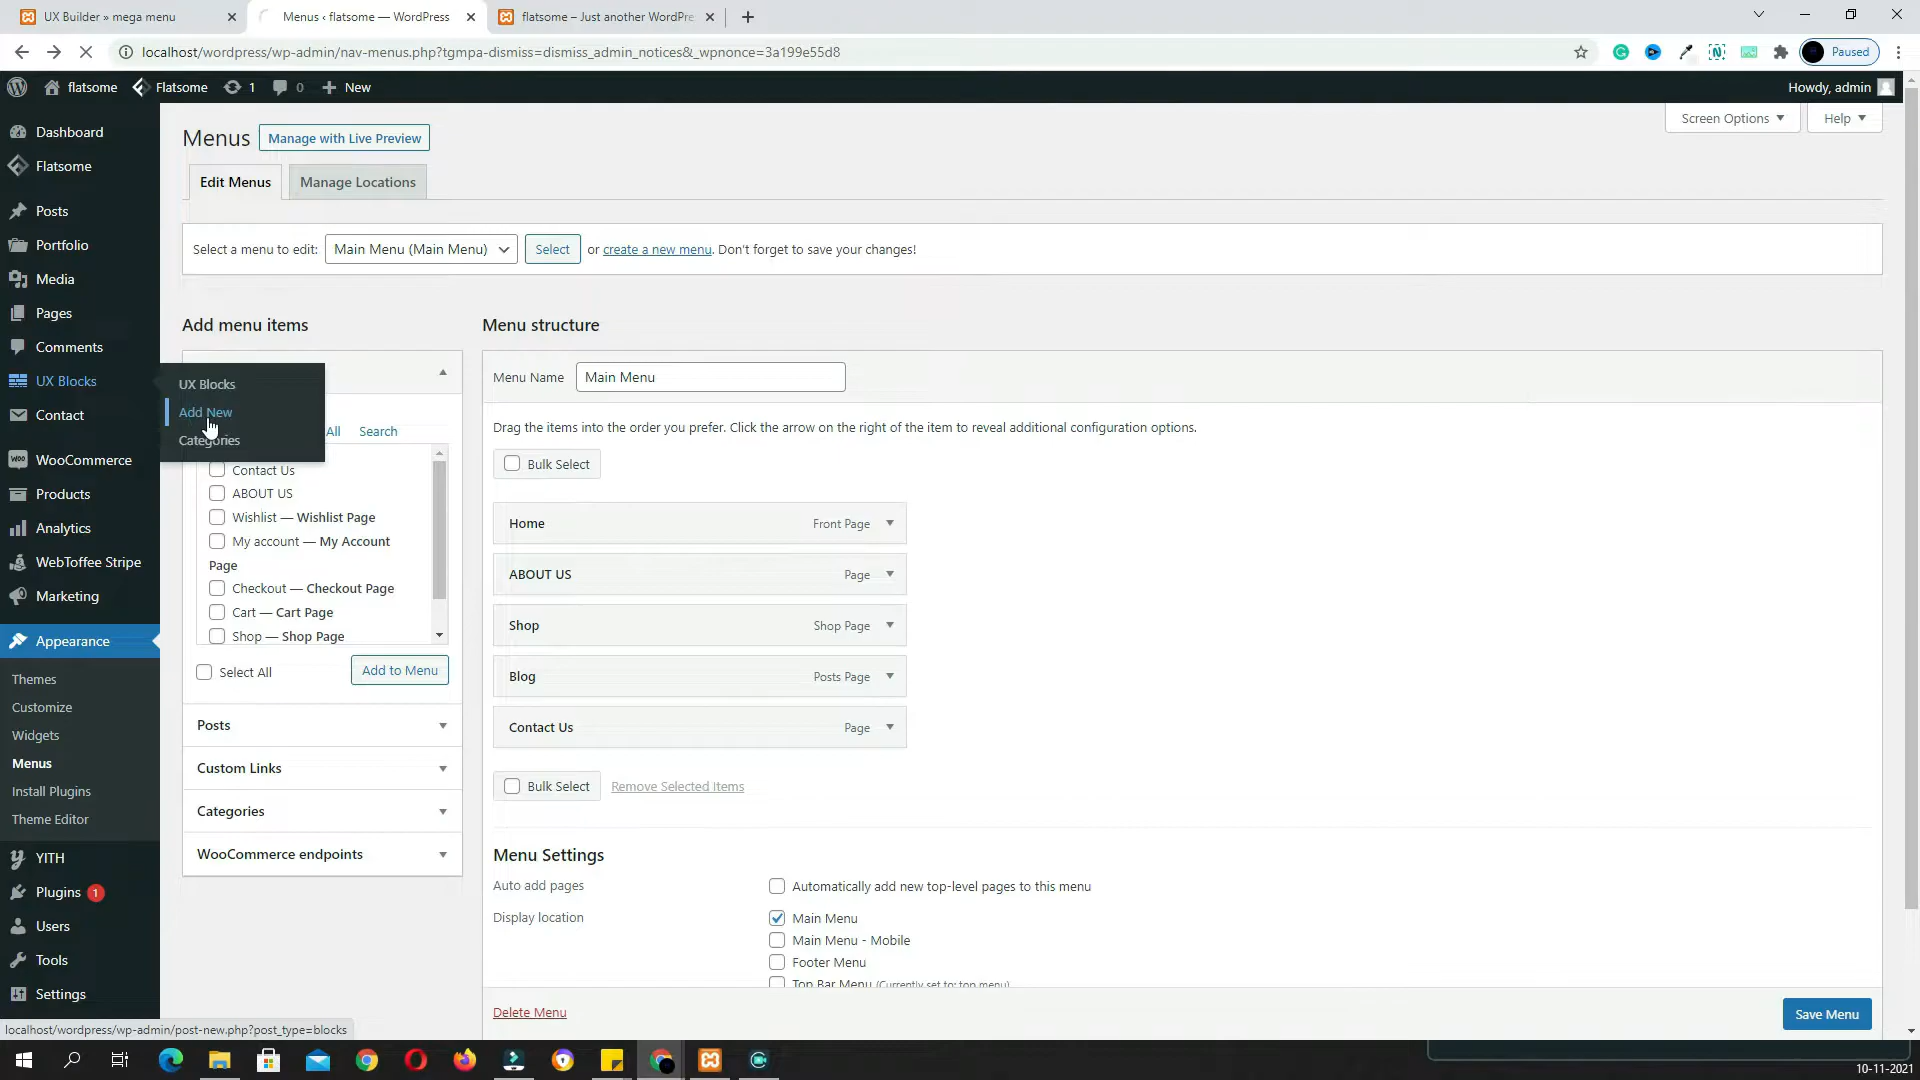 UX Builder » mega menu
Menus ‹ flatsome — WordPress
flatsome – Just another WordPre
localhost/wordpress/wp-admin/nav-menus.php?tgmpa-dismiss=dismiss_admin_notices&_wpnonce=3a199e55d8
Paused
flatsome
Flatsome
1
0
New
Howdy, admin
Dashboard
Flatsome
Posts
Portfolio
Media
Pages
Comments
UX Blocks
Contact
WooCommerce
Products
Analytics
WebToffee Stripe
Marketing
Appearance
Themes
Customize
Widgets
Menus
Install Plugins
Theme Editor
YITH
Plugins 1
Users
Tools
Settings
UX Blocks
Add New
Categories
Screen Options
Help
Menus
Manage with Live Preview
Edit Menus
Manage Locations
Select a menu to edit: Main Menu (Main Menu) Select or create a new menu. Don't forget to save your changes!
Add menu items
All
Search
Contact Us
ABOUT US
Wishlist — Wishlist Page
My account — My Account
Page
Checkout — Checkout Page
Cart — Cart Page
Shop — Shop Page
Select All
Add to Menu
Posts
Custom Links
Categories
WooCommerce endpoints
Menu structure
Menu Name Main Menu
Drag the items into the order you prefer. Click the arrow on the right of the item to reveal additional configuration options.
Bulk Select
Home Front Page
ABOUT US Page
Shop Shop Page
Blog Posts Page
Contact Us Page
Bulk Select Remove Selected Items
Menu Settings
Auto add pages
Automatically add new top-level pages to this menu
Display location
Main Menu
Main Menu - Mobile
Footer Menu
Top Bar Menu (Currently set to: top menu)
Delete Menu
Save Menu
localhost/wordpress/wp-admin/post-new.php?post_type=blocks
10-11-2021